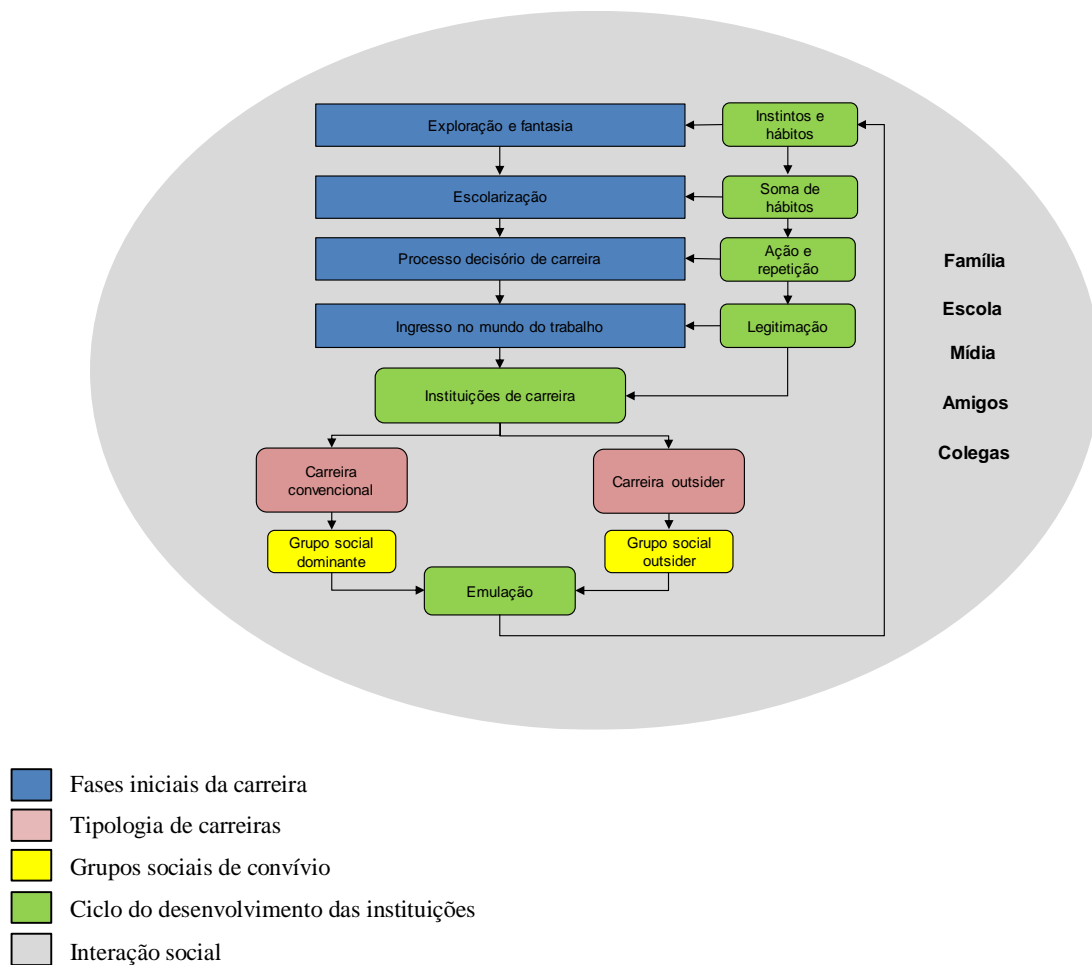 Exploração e fantasia
Instintos e
hábitos
Escolarização
Soma de
hábitos
Processo decisório de carreira
Ação e
repetição
Ingresso no mundo do trabalho
Legitimação
Instituições de carreira
Carreira
convencional
Carreira outsider
Grupo social
dominante
Grupo social
outsider
Emulação
Família
Escola
Mídia
Amigos
Colegas
Fases iniciais da carreira
Tipologia de carreiras
Grupos sociais de convívio
Ciclo do desenvolvimento das instituições
Interação social